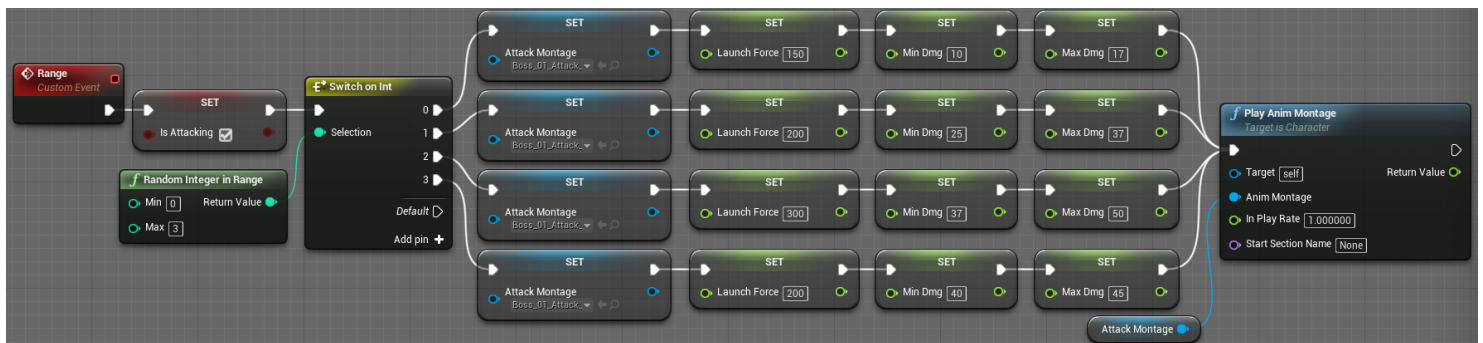 Range
Custom Event
SET
Is Attacking
Random Integer in Range
Min 0
Return Value
Max 3
Switch on Int
0
Selection
1
2
3
Default
Add pin +
SET
Attack Montage
Boss_01_Attack_
SET
Launch Force 150
SET
Min Dmg 10
SET
Max Dmg 17
SET
Attack Montage
Boss_01_Attack_
SET
Launch Force 200
SET
Min Dmg 25
SET
Max Dmg 37
SET
Attack Montage
Boss_01_Attack_
SET
Launch Force 300
SET
Min Dmg 37
SET
Max Dmg 50
SET
Attack Montage
Boss_01_Attack_
SET
Launch Force 200
SET
Min Dmg 40
SET
Max Dmg 45
f Play Anim Montage
Target is Character
Target self
Return Value
Anim Montage
In Play Rate 1.000000
Start Section Name None
Attack Montage